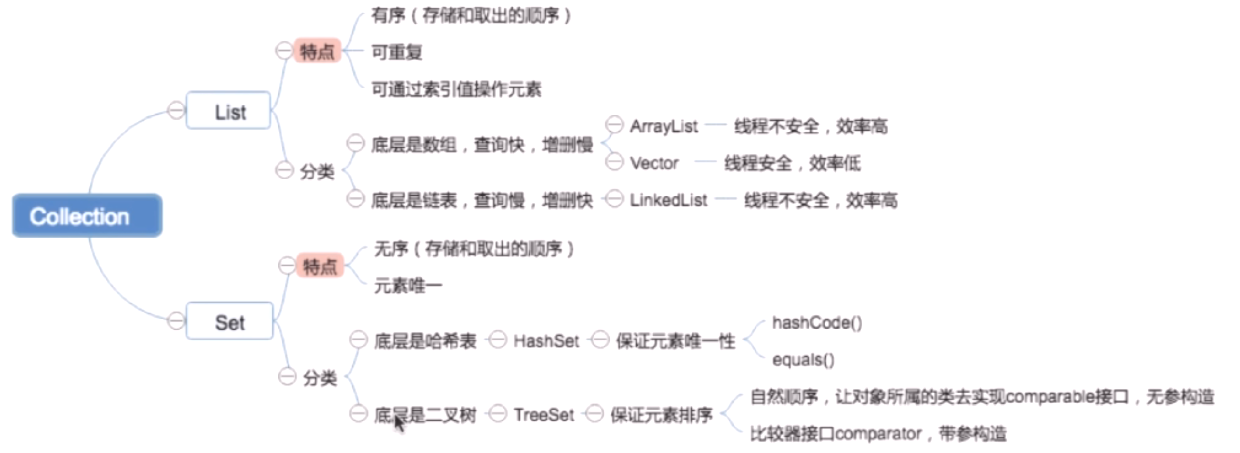 Collection
List
特点
有序（存储和取出的顺序）
可重复
可通过索引值操作元素
分类
底层是数组，查询快，增删慢
ArrayList
线程不安全，效率高
Vector
线程安全，效率低
底层是链表，查询慢，增删快
LinkedList
线程不安全，效率高
Set
特点
无序（存储和取出的顺序）
元素唯一
分类
底层是哈希表
HashSet
保证元素唯一性
hashCode()
equals()
底层是二叉树
TreeSet
保证元素排序
自然顺序，让对象所属的类去实现comparable接口，无参构造
比较器接口comparator，带参构造